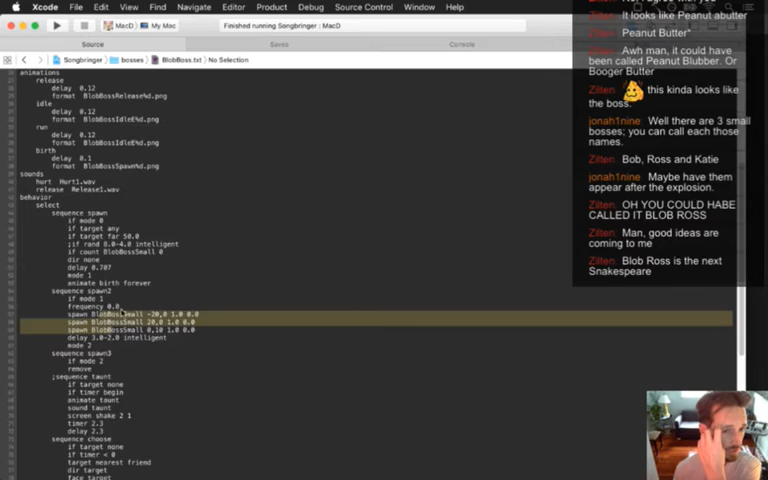 Xcode File Edit View Find Navigate Editor Product Debug Source Control Window Help
MacD My Mac
Finished running Songbringer : MacD
Source Saves Console
Songbringer bosses BlobBoss.txt No Selection
animations
release
delay 0.12
format BlobBossRelease%d.png
idle
delay 0.12
format BlobBossIdleE%d.png
run
delay 0.12
format BlobBossIdleE%d.png
birth
delay 0.1
format BlobBossSpawn%d.png
sounds
hurt Hurt1.wav
release Release1.wav
behavior
select
sequence spawn
if mode 0
if target any
if target far 50.0
;if rand 8.0~4.0 intelligent
if count BlobBossSmall 0
dir none
delay 0.707
mode 1
animate birth forever
sequence spawn2
if mode 1
frequency 0.0
spawn BlobBossSmall -20,0 1.0 0.0
spawn BlobBossSmall 20,0 1.0 0.0
spawn BlobBossSmall 0,10 1.0 0.0
delay 3.0~2.0 intelligent
mode 2
sequence spawn3
if mode 2
remove
;sequence taunt
if target none
if timer begin
animate taunt
sound taunt
screen shake 2 1
timer 2.3
delay 2.3
sequence choose
if target none
if timer < 0
target nearest friend
dir target
face target
It looks like Peanut abutter
Zilten: Peanut Butter*
Zilten: Awh man, it could have
been called Peanut Blubber. Or
Booger Butter
Zilten: this kinda looks like
the boss.
jonah1nine: Well there are 3 small
bosses; you can call each those
names.
Zilten: Bob, Ross and Katie
jonah1nine: Maybe have them
appear after the explosion.
Zilten: OH YOU COULD HABE
CALLED IT BLOB ROSS
Zilten: Man, good ideas are
coming to me
Zilten: Blob Ross is the next
Snakespeare